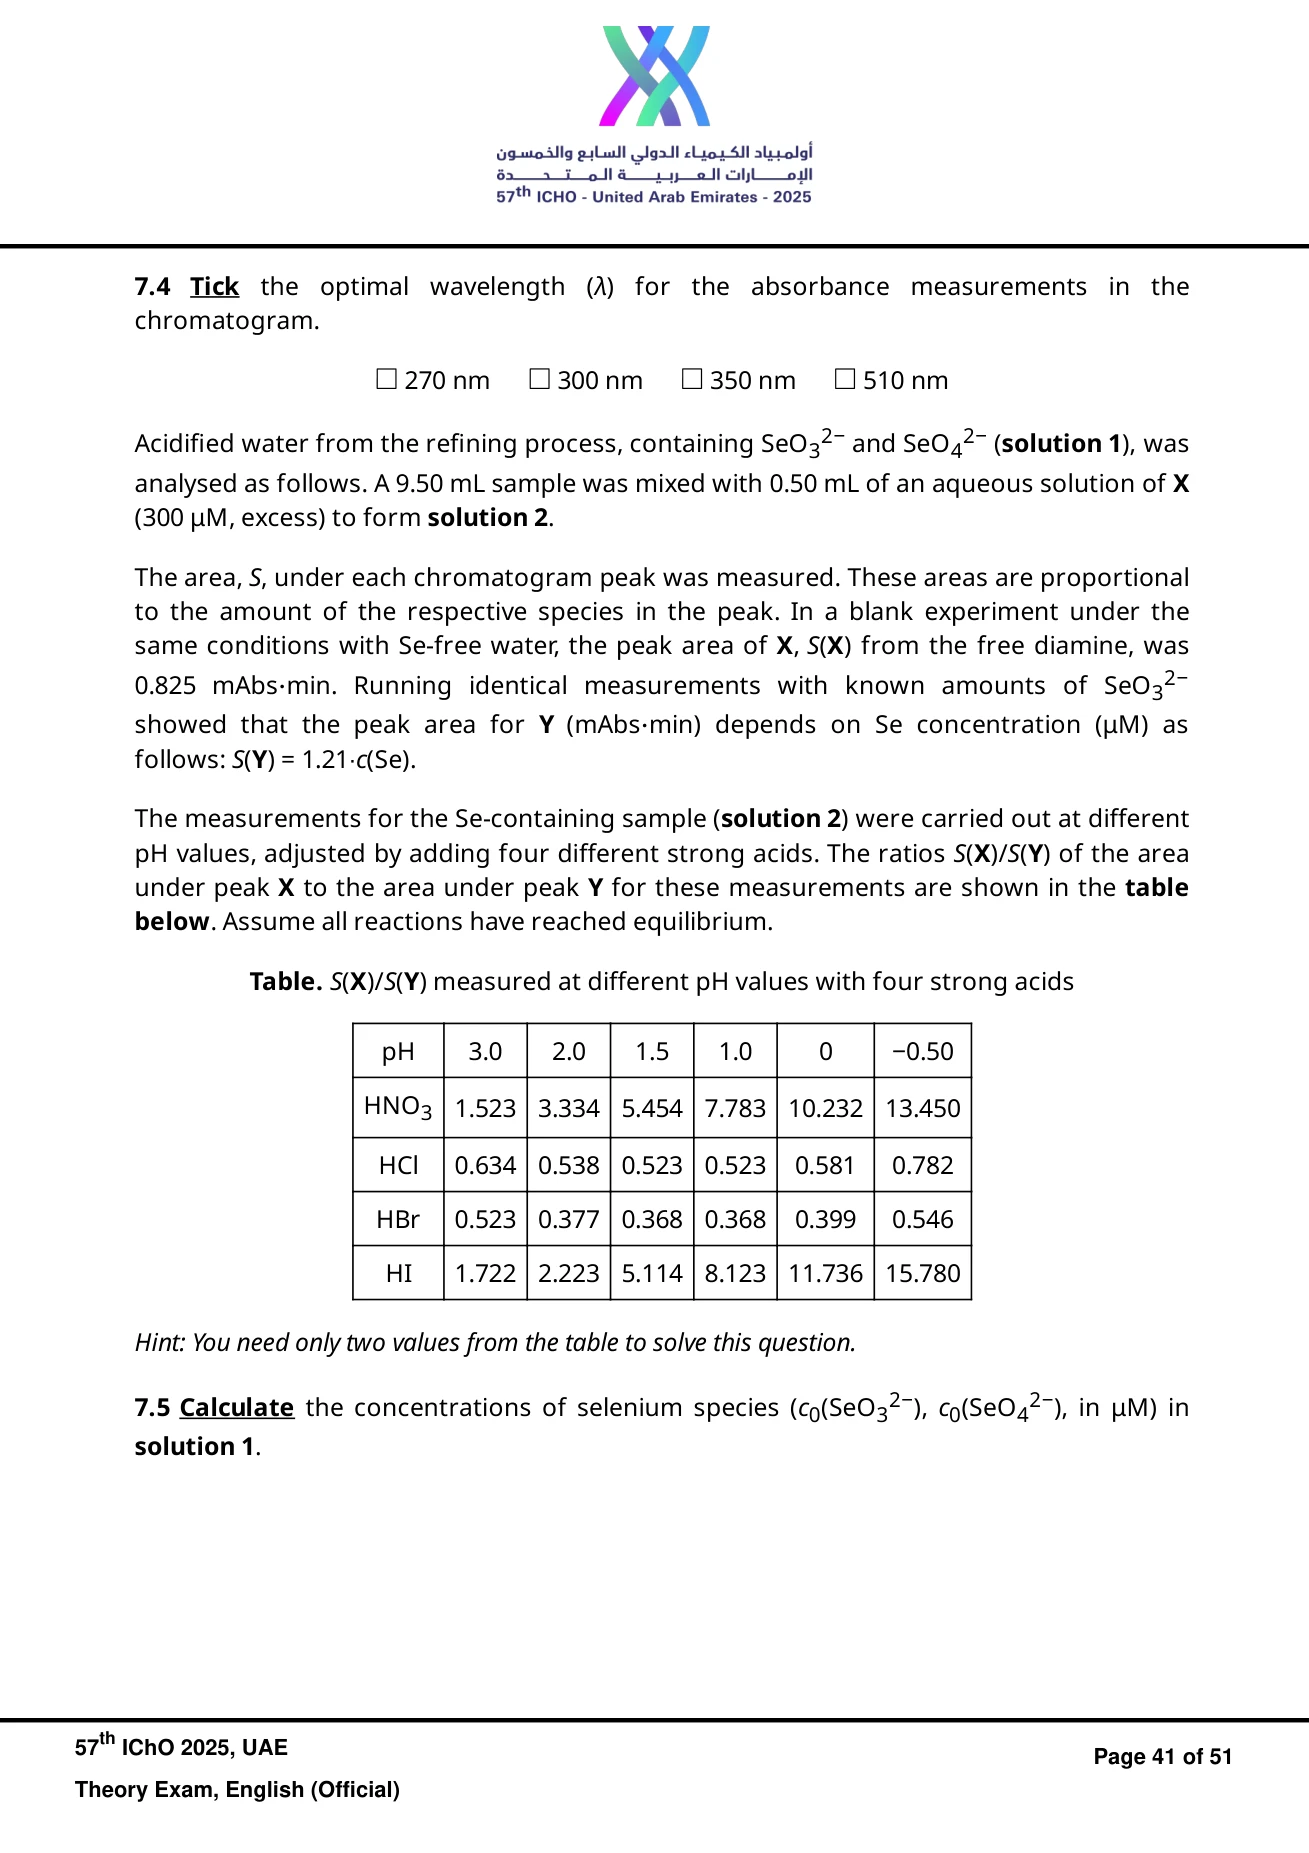 أولمبياد الكيمياء الدولي السابع والخمسون
الإمـــــارات الـعـــربـيـــــة الـمـــتـــحــــدة
57th ICHO - United Arab Emirates - 2025
7.4 Tick the optimal wavelength (λ) for the absorbance measurements in the
chromatogram.
☐ 270 nm ☐ 300 nm ☐ 350 nm ☐ 510 nm
Acidified water from the refining process, containing SeO₃²⁻ and SeO₄²⁻ (solution 1), was
analysed as follows. A 9.50 mL sample was mixed with 0.50 mL of an aqueous solution of X
(300 µM, excess) to form solution 2.
The area, S, under each chromatogram peak was measured. These areas are proportional
to the amount of the respective species in the peak. In a blank experiment under the
same conditions with Se-free water, the peak area of X, S(X) from the free diamine, was
0.825 mAbs·min. Running identical measurements with known amounts of SeO₃²⁻
showed that the peak area for Y (mAbs·min) depends on Se concentration (µM) as
follows: S(Y) = 1.21·c(Se).
The measurements for the Se-containing sample (solution 2) were carried out at different
pH values, adjusted by adding four different strong acids. The ratios S(X)/S(Y) of the area
under peak X to the area under peak Y for these measurements are shown in the table
below. Assume all reactions have reached equilibrium.
Table. S(X)/S(Y) measured at different pH values with four strong acids
pH 3.0 2.0 1.5 1.0 0 −0.50
HNO₃ 1.523 3.334 5.454 7.783 10.232 13.450
HCl 0.634 0.538 0.523 0.523 0.581 0.782
HBr 0.523 0.377 0.368 0.368 0.399 0.546
HI 1.722 2.223 5.114 8.123 11.736 15.780
Hint: You need only two values from the table to solve this question.
7.5 Calculate the concentrations of selenium species (c₀(SeO₃²⁻), c₀(SeO₄²⁻), in µM) in
solution 1.
57th IChO 2025, UAE
Page 41 of 51
Theory Exam, English (Official)